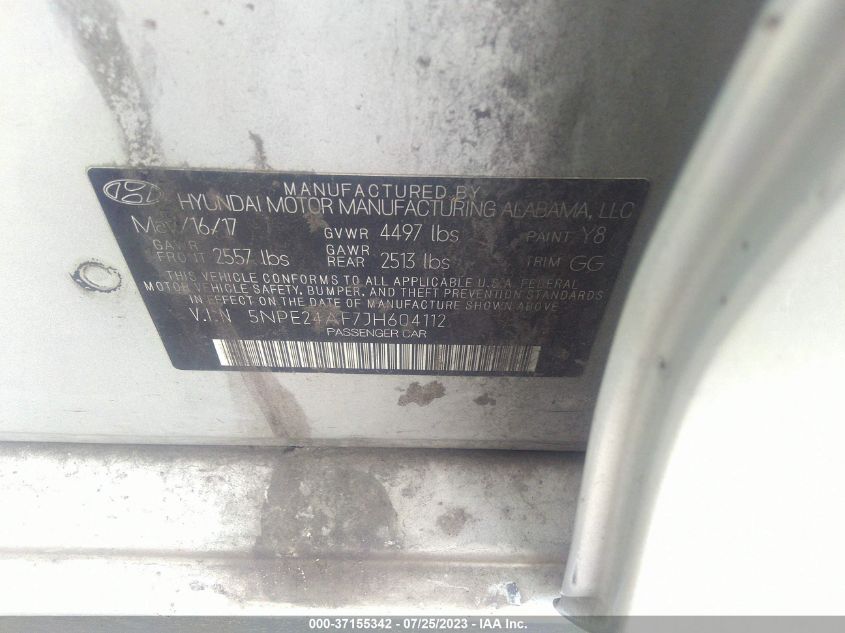 MANUFACTURED BY
HYUNDAI MOTOR MANUFACTURING ALABAMA, LLC
/16/17 GVWR 4497 lbs PAINT Y8
GAWR FRONT 2557 lbs GAWR REAR 2513 lbs TRIM GG
THIS VEHICLE CONFORMS TO ALL APPLICABLE U.S.A. FEDERAL
MOTOR VEHICLE SAFETY, BUMPER, AND THEFT PREVENTION STANDARDS
IN EFFECT ON THE DATE OF MANUFACTURE SHOWN ABOVE
V.I.N 5NPE24AF7JH604112
PASSENGER CAR
C
000-37155342 - 07/25/2023 - IAA Inc.